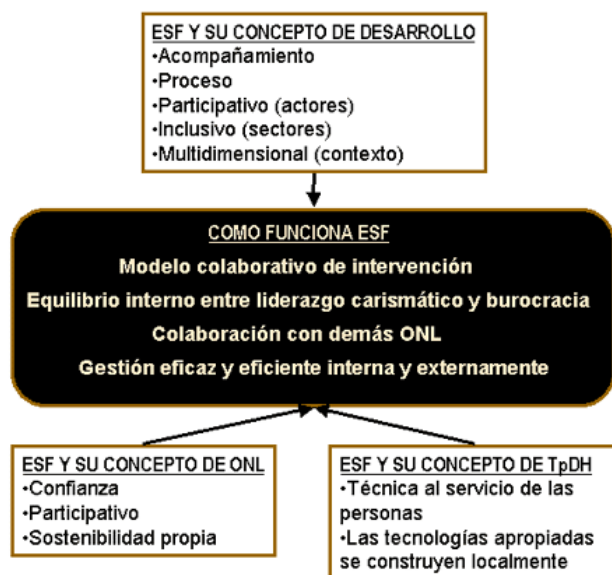 ESF Y SU CONCEPTO DE DESARROLLO
•Acompañamiento
•Proceso
•Participativo (actores)
•Inclusivo (sectores)
•Multidimensional (contexto)
COMO FUNCIONA ESF
Modelo colaborativo de intervención
Equilibrio interno entre liderazgo carismático y burocracia
Colaboración con demás ONL
Gestión eficaz y eficiente interna y externamente
ESF Y SU CONCEPTO DE ONL
•Confianza
•Participativo
•Sostenibilidad propia
ESF Y SU CONCEPTO DE TpDH
•Técnica al servicio de las
personas
•Las tecnologías apropiadas
se construyen localmente